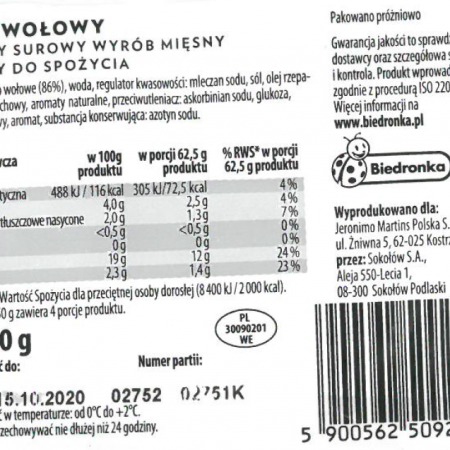 WOŁOWY
Y SUROWY WYRÓB MIĘSNY
Y DO SPOŻYCIA
o wołowe (86%), woda, regulator kwasowości: mleczan sodu, sól, olej rzepa-
chowy, aromaty naturalne, przeciwutleniacz: askorbinian sodu, glukoza,
wy, aromat, substancja konserwująca: azotyn sodu.
vcza w 100g produktu w porcji 62,5 g produktu % RWS* w porcji 62,5 g produktu
etyczna 488 kJ / 116 kcal 305 kJ/72,5 kcal 4%
4,0g 2,5g 4%
tłuszczowe nasycone 2,0g 1,3g 7%
<0,5g <0,5g 0%
0g 0g 0%
19g 12g 24%
2,3g 1,4g 23%
Wartość Spożycia dla przeciętnej osoby dorosłej (8 400 kJ / 2 000 kcal).
50 g zawiera 4 porcje produktu.
0 g
PL
30090201
WE
ć do: Numer partii:
15.10.2020 02752 02751K
ć w temperaturze: od 0°C do +2°C.
zechowywać nie dłużej niż 24 godziny.
Pakowano próżniowo
Gwarancja jakości to sprawd
dostawcy oraz szczegółowa s
i kontrola. Produkt wprowad
zgodnie z procedurą ISO 220
Więcej informacji na
www.biedronka.pl
Biedronka
Wyprodukowano dla:
Jeronimo Martins Polska S.
ul. Żniwna 5, 62-025 Kostrz
przez: Sokołów S.A.,
Aleja 550-Lecia 1,
08-300 Sokołów Podlaski
5 900562 5092